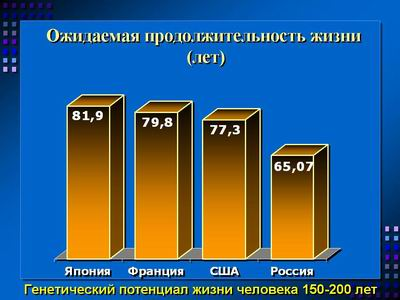 Ожидаемая продолжительность жизни
(лет)
81,9
79,8
77,3
65,07
Япония Франция США Россия
Генетический потенциал жизни человека 150-200 лет